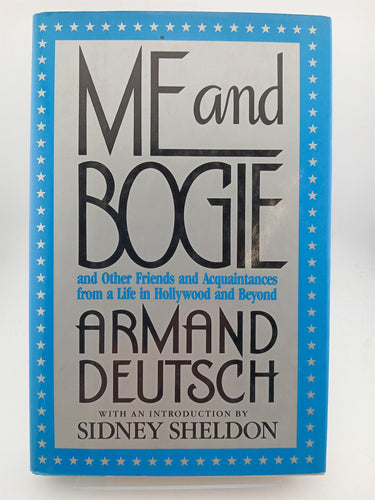 ME and
BOGIE
and Other Friends and Acquaintances
from a Life in Hollywood and Beyond
ARMAND
DEUTSCH
WITH AN INTRODUCTION BY
SIDNEY SHELDON